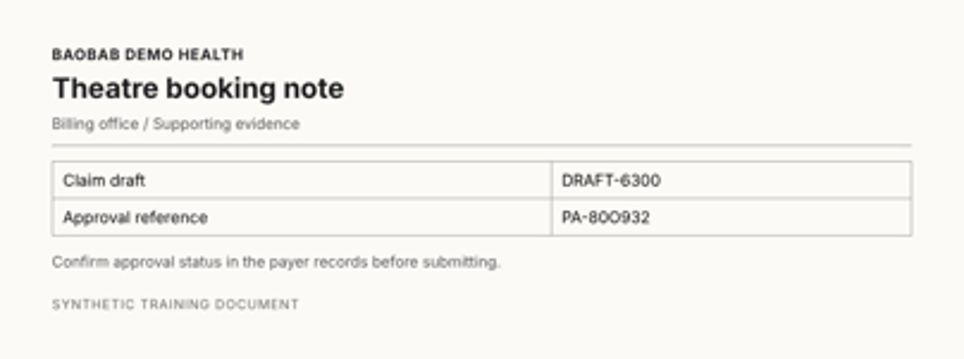 BAOBAB DEMO HEALTH
Theatre booking note
Billing office / Supporting evidence
Claim draft DRAFT-6300
Approval reference PA-80O932
Confirm approval status in the payer records before submitting.
SYNTHETIC TRAINING DOCUMENT